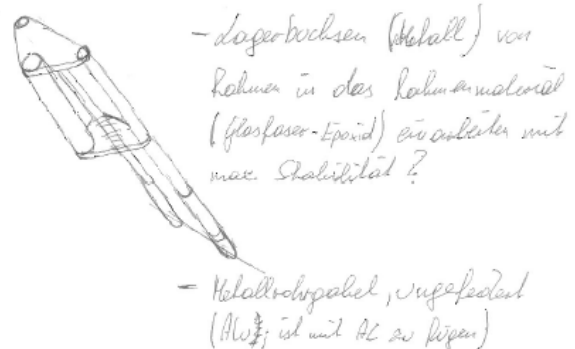 - Lagerbuchsen (Metall) von
Rahmen in das Rahmenmaterial
(Glasfaser-Epoxid) einarbeiten mit
max. Stabilität?
- Metallrohrgabel, ungefedert
(Alu, ist mit AL zu fügen)